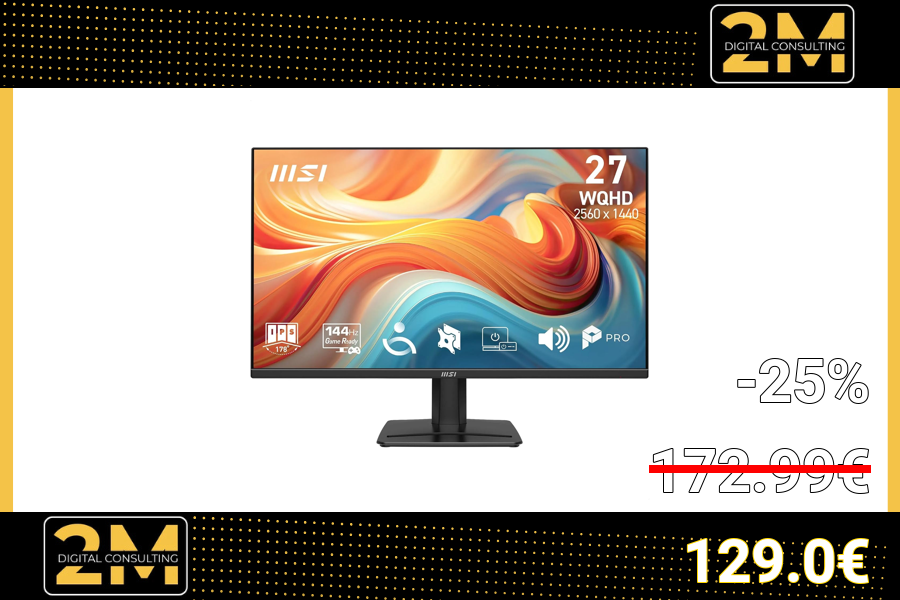 2M
DIGITAL CONSULTING
msi
27
WQHD
2560 x 1440
IPS
178°
144Hz
Game Ready
PRO
msi
-25%
172.99€
2M
DIGITAL CONSULTING
129.0€